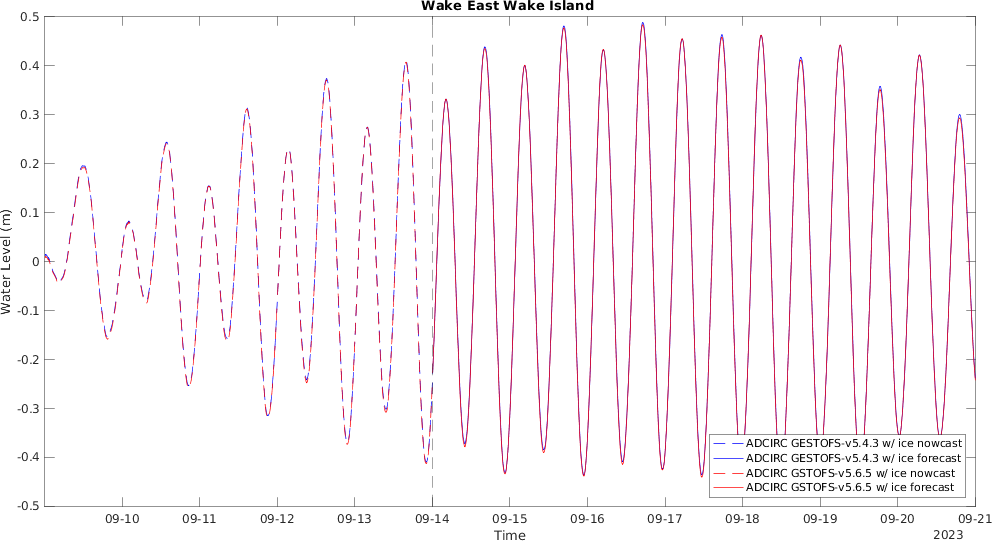 Wake East Wake Island
0.5
0.4
0.3
0.2
0.1
0
-0.1
-0.2
-0.3
-0.4
-0.5
Water Level (m)
ADCIRC GESTOFS-v5.4.3 w/ ice nowcast
ADCIRC GESTOFS-v5.4.3 w/ ice forecast
ADCIRC GSTOFS-v5.6.5 w/ ice nowcast
ADCIRC GSTOFS-v5.6.5 w/ ice forecast
09-10 09-11 09-12 09-13 09-14 09-15 09-16 09-17 09-18 09-19 09-20 09-21
Time
2023